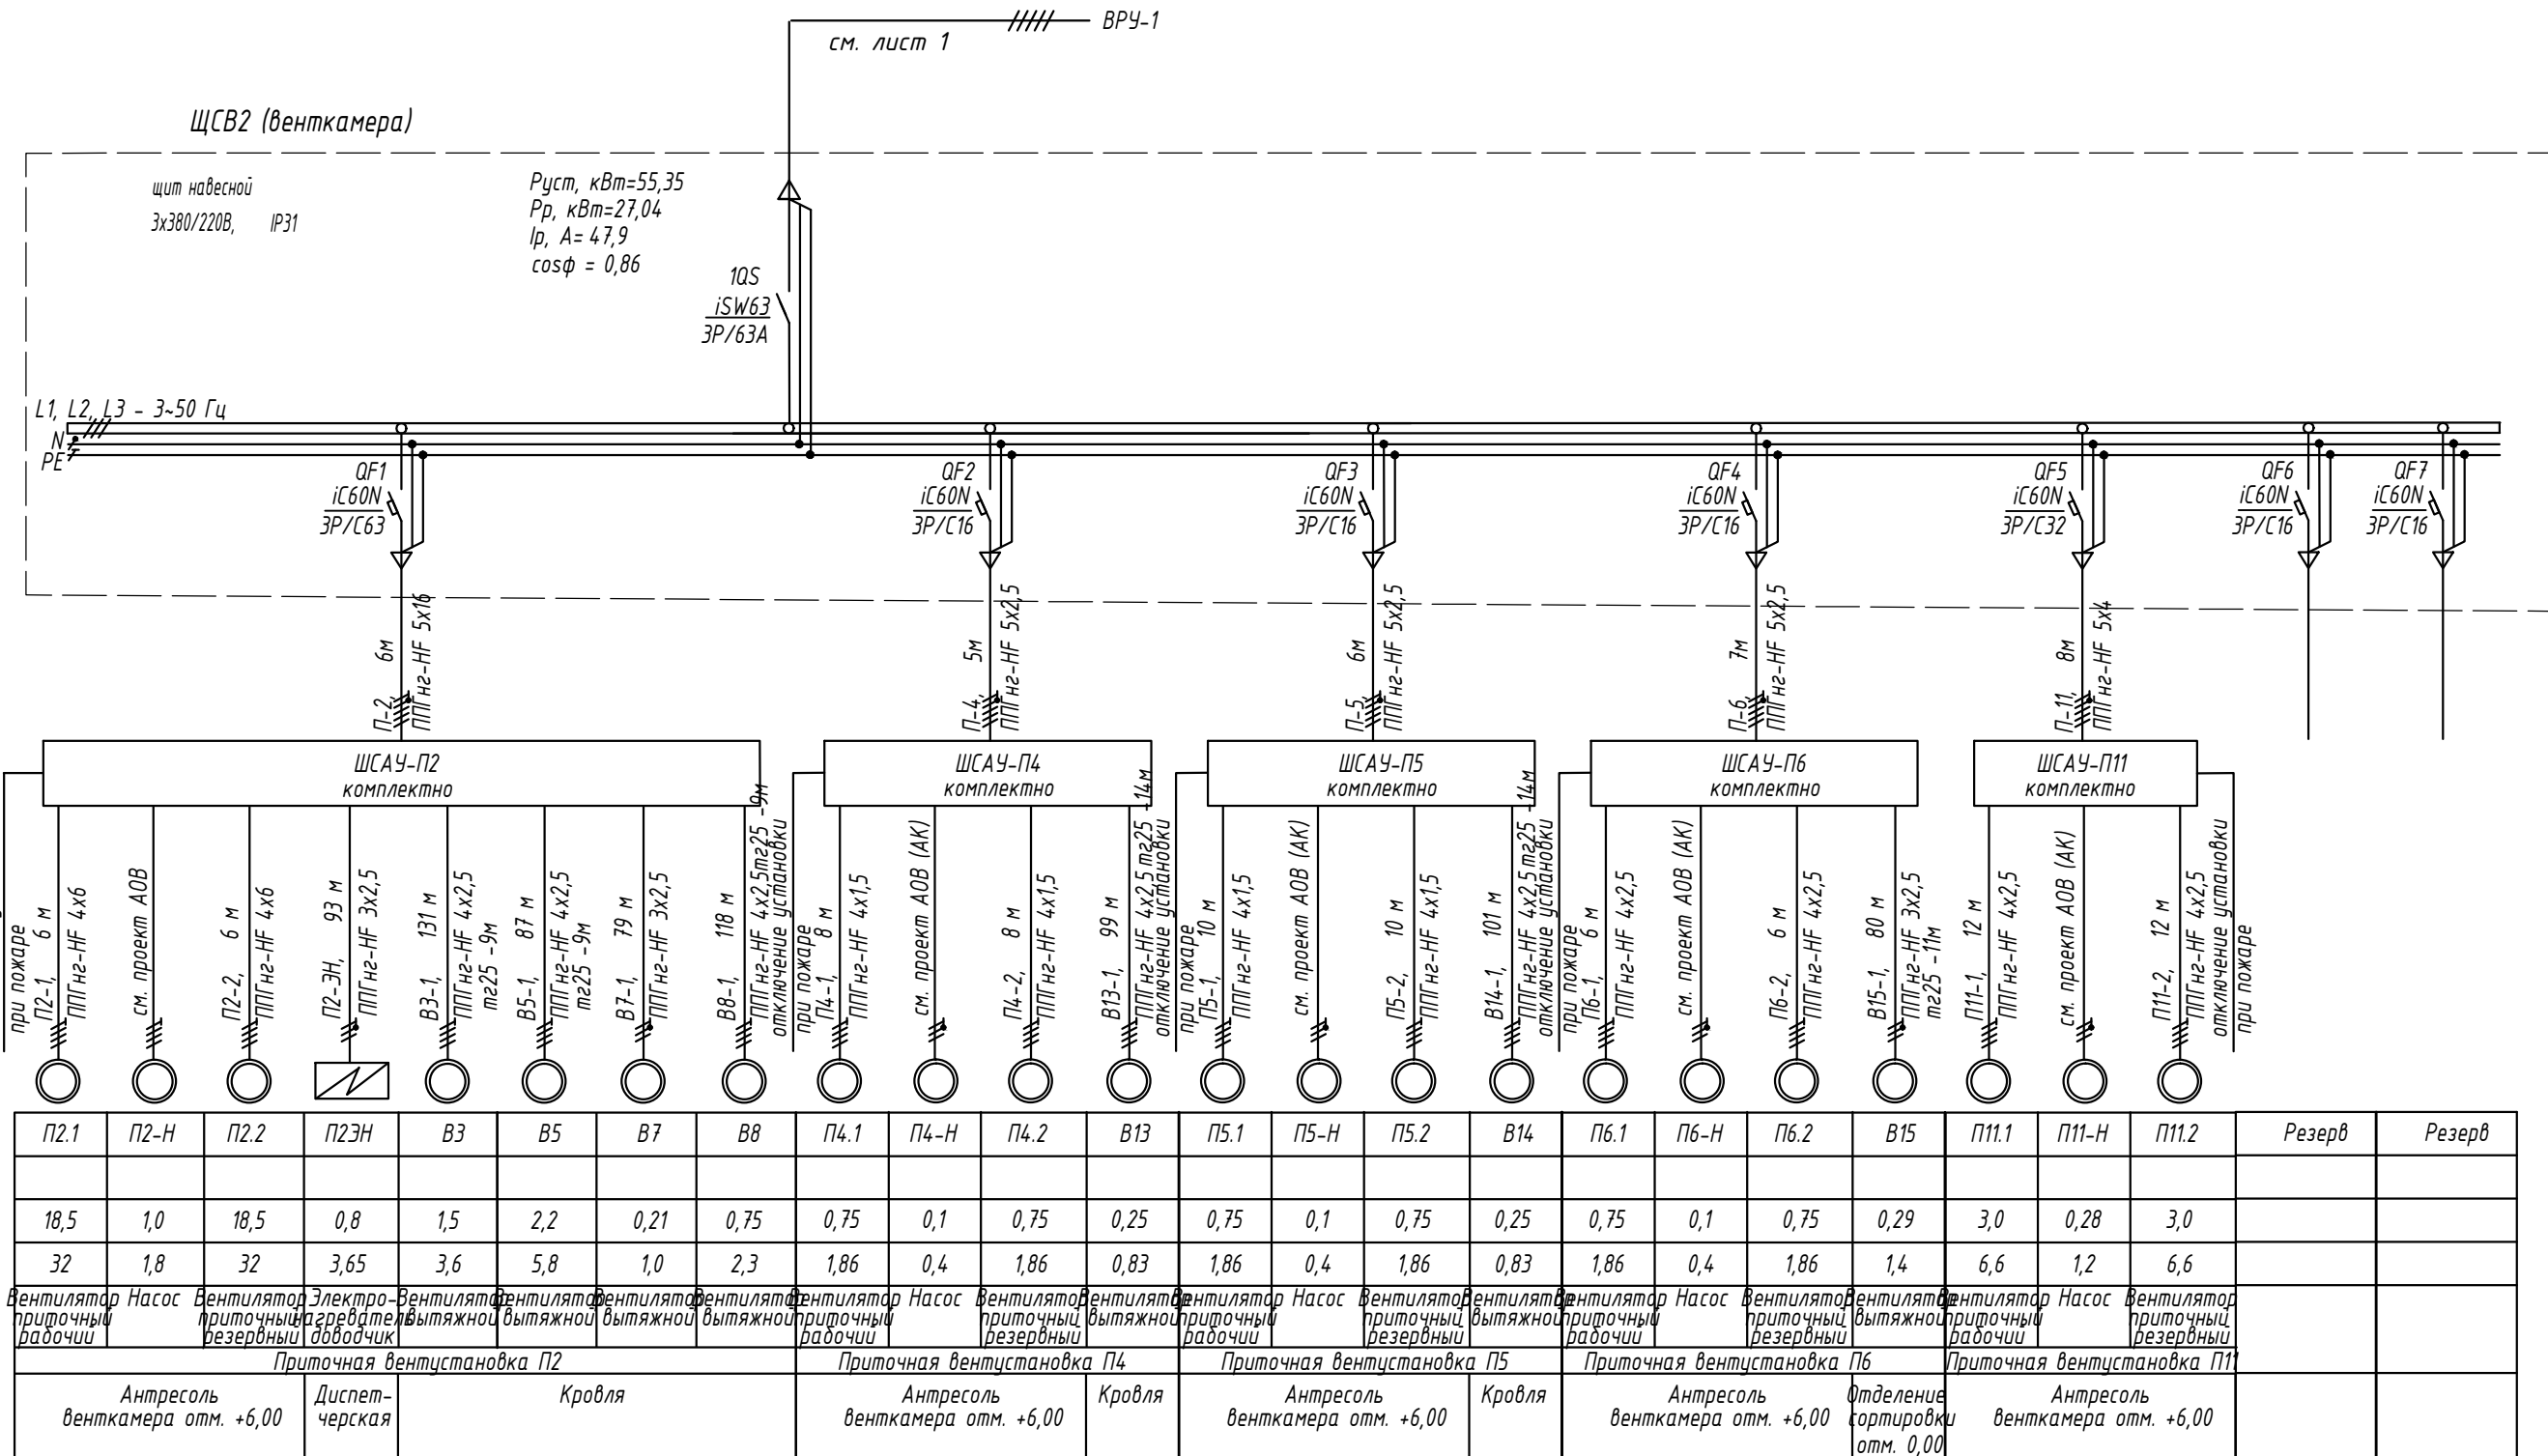 ВРУ-1
см. лист 1
ЩСВ2 (венткамера)
щит навесной
3х380/220В, IP31
Руст, кВт=55,35
Рр, кВт=27,04
Iр, А= 47,9
cosφ = 0,86
1QS
iSW63
3P/63A
L1, L2, L3 - 3~50 Гц
N
PE
QF1
iC60N
3P/C63
QF2
iC60N
3P/C16
QF3
iC60N
3P/C16
QF4
iC60N
3P/C16
QF5
iC60N
3P/C32
QF6
iC60N
3P/C16
QF7
iC60N
3P/C16
П-2, 6м
ППГнг-HF 5х16
П-4, 5м
ППГнг-HF 5х2,5
П-5, 6м
ППГнг-HF 5х2,5
П-6, 7м
ППГнг-HF 5х2,5
П-11, 8м
ППГнг-HF 5х4
ШСАУ-П2
комплектно
ШСАУ-П4
комплектно
ШСАУ-П5
комплектно
ШСАУ-П6
комплектно
ШСАУ-П11
комплектно
при пожаре
П2-1, 6 м
ППГнг-HF 4х6
см. проект АОВ
П2-2, 6 м
ППГнг-HF 4х6
П2-ЭН, 93 м
ППГнг-HF 3х2,5
В3-1, 131 м
ППГнг-HF 4х2,5
тг25 -9м
В5-1, 87 м
ППГнг-HF 4х2,5
тг25 -9м
В7-1, 79 м
ППГнг-HF 3х2,5
В8-1, 118 м
ППГнг-HF 4х2,5тг25 -9м
отключение установки
при пожаре
П4-1, 8 м
ППГнг-HF 4х1,5
см. проект АОВ (АК)
П4-2, 8 м
ППГнг-HF 4х1,5
В13-1, 99 м
ППГнг-HF 4х2,5 тг25 -14м
отключение установки
при пожаре
П5-1, 10 м
ППГнг-HF 4х1,5
см. проект АОВ (АК)
П5-2, 10 м
ППГнг-HF 4х1,5
В14-1, 101 м
ППГнг-HF 4х2,5тг25 -14м
отключение установки
при пожаре
П6-1, 6 м
ППГнг-HF 4х2,5
см. проект АОВ (АК)
П6-2, 6 м
ППГнг-HF 4х2,5
В15-1, 80 м
ППГнг-HF 3х2,5
тг25 -11м
П11-1, 12 м
ППГнг-HF 4х2,5
см. проект АОВ (АК)
П11-2, 12 м
ППГнг-HF 4х2,5
отключение установки
при пожаре
П2.1 П2-Н П2.2 П2ЭН В3 В5 В7 В8 П4.1 П4-Н П4.2 В13 П5.1 П5-Н П5.2 В14 П6.1 П6-Н П6.2 В15 П11.1 П11-Н П11.2 Резерв Резерв
18,5 1,0 18,5 0,8 1,5 2,2 0,21 0,75 0,75 0,1 0,75 0,25 0,75 0,1 0,75 0,25 0,75 0,1 0,75 0,29 3,0 0,28 3,0
32 1,8 32 3,65 3,6 5,8 1,0 2,3 1,86 0,4 1,86 0,83 1,86 0,4 1,86 0,83 1,86 0,4 1,86 1,4 6,6 1,2 6,6
Вентилятор Насос Вентилятор Электро- Вентилятор Вентилятор Вентилятор Вентилятор Вентилятор Насос Вентилятор Вентилятор Вентилятор Насос Вентилятор Вентилятор Вентилятор Насос Вентилятор Вентилятор Вентилятор Насос Вентилятор
приточный приточный нагреватель вытяжной вытяжной вытяжной вытяжной приточный приточный вытяжной приточный приточный вытяжной приточный приточный вытяжной приточный приточный
рабочий резервный доводчик рабочий резервный рабочий резервный рабочий резервный рабочий резервный
Приточная вентустановка П2 Приточная вентустановка П4 Приточная вентустановка П5 Приточная вентустановка П6 Приточная вентустановка П11
Антресоль Диспет- Кровля Антресоль Кровля Антресоль Кровля Антресоль Отделение Антресоль
венткамера отм. +6,00 черская венткамера отм. +6,00 венткамера отм. +6,00 венткамера отм. +6,00 сортировки венткамера отм. +6,00
отм. 0,00